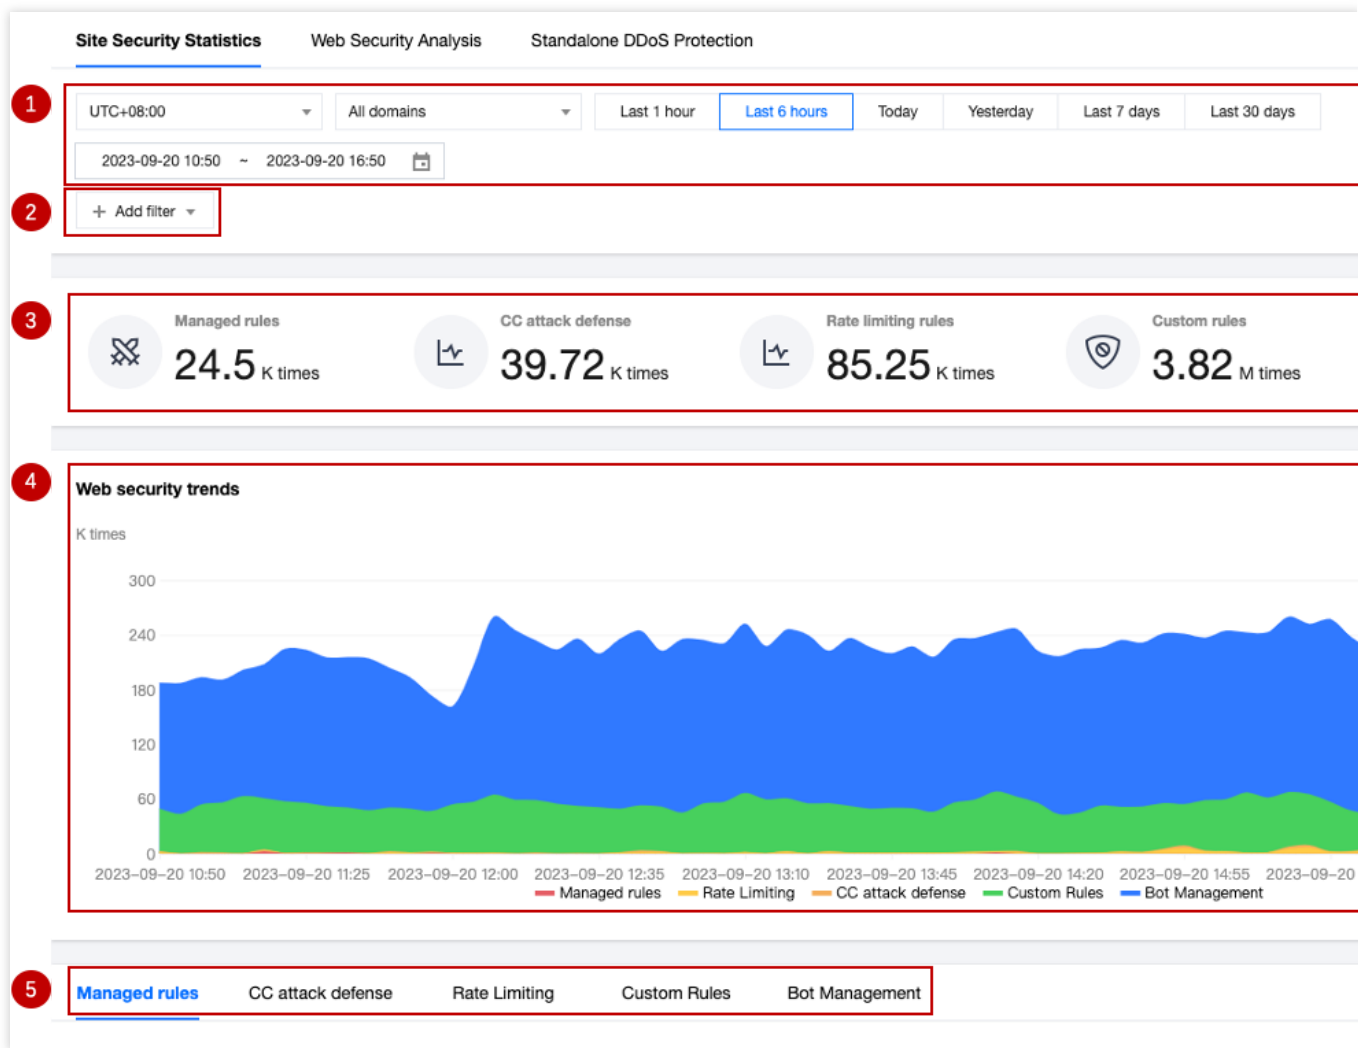 Site Security Statistics Web Security Analysis Standalone DDoS Protection
1 UTC+08:00 All domains Last 1 hour Last 6 hours Today Yesterday Last 7 days Last 30 days
2023-09-20 10:50 ~ 2023-09-20 16:50
2 + Add filter
3 Managed rules CC attack defense Rate limiting rules Custom rules
24.5 K times 39.72 K times 85.25 K times 3.82 M times
4 Web security trends
K times
300
240
180
120
60
0
2023-09-20 10:50 2023-09-20 11:25 2023-09-20 12:00 2023-09-20 12:35 2023-09-20 13:10 2023-09-20 13:45 2023-09-20 14:20 2023-09-20 14:55 2023-09-20
Managed rules Rate Limiting CC attack defense Custom Rules Bot Management
5 Managed rules CC attack defense Rate Limiting Custom Rules Bot Management